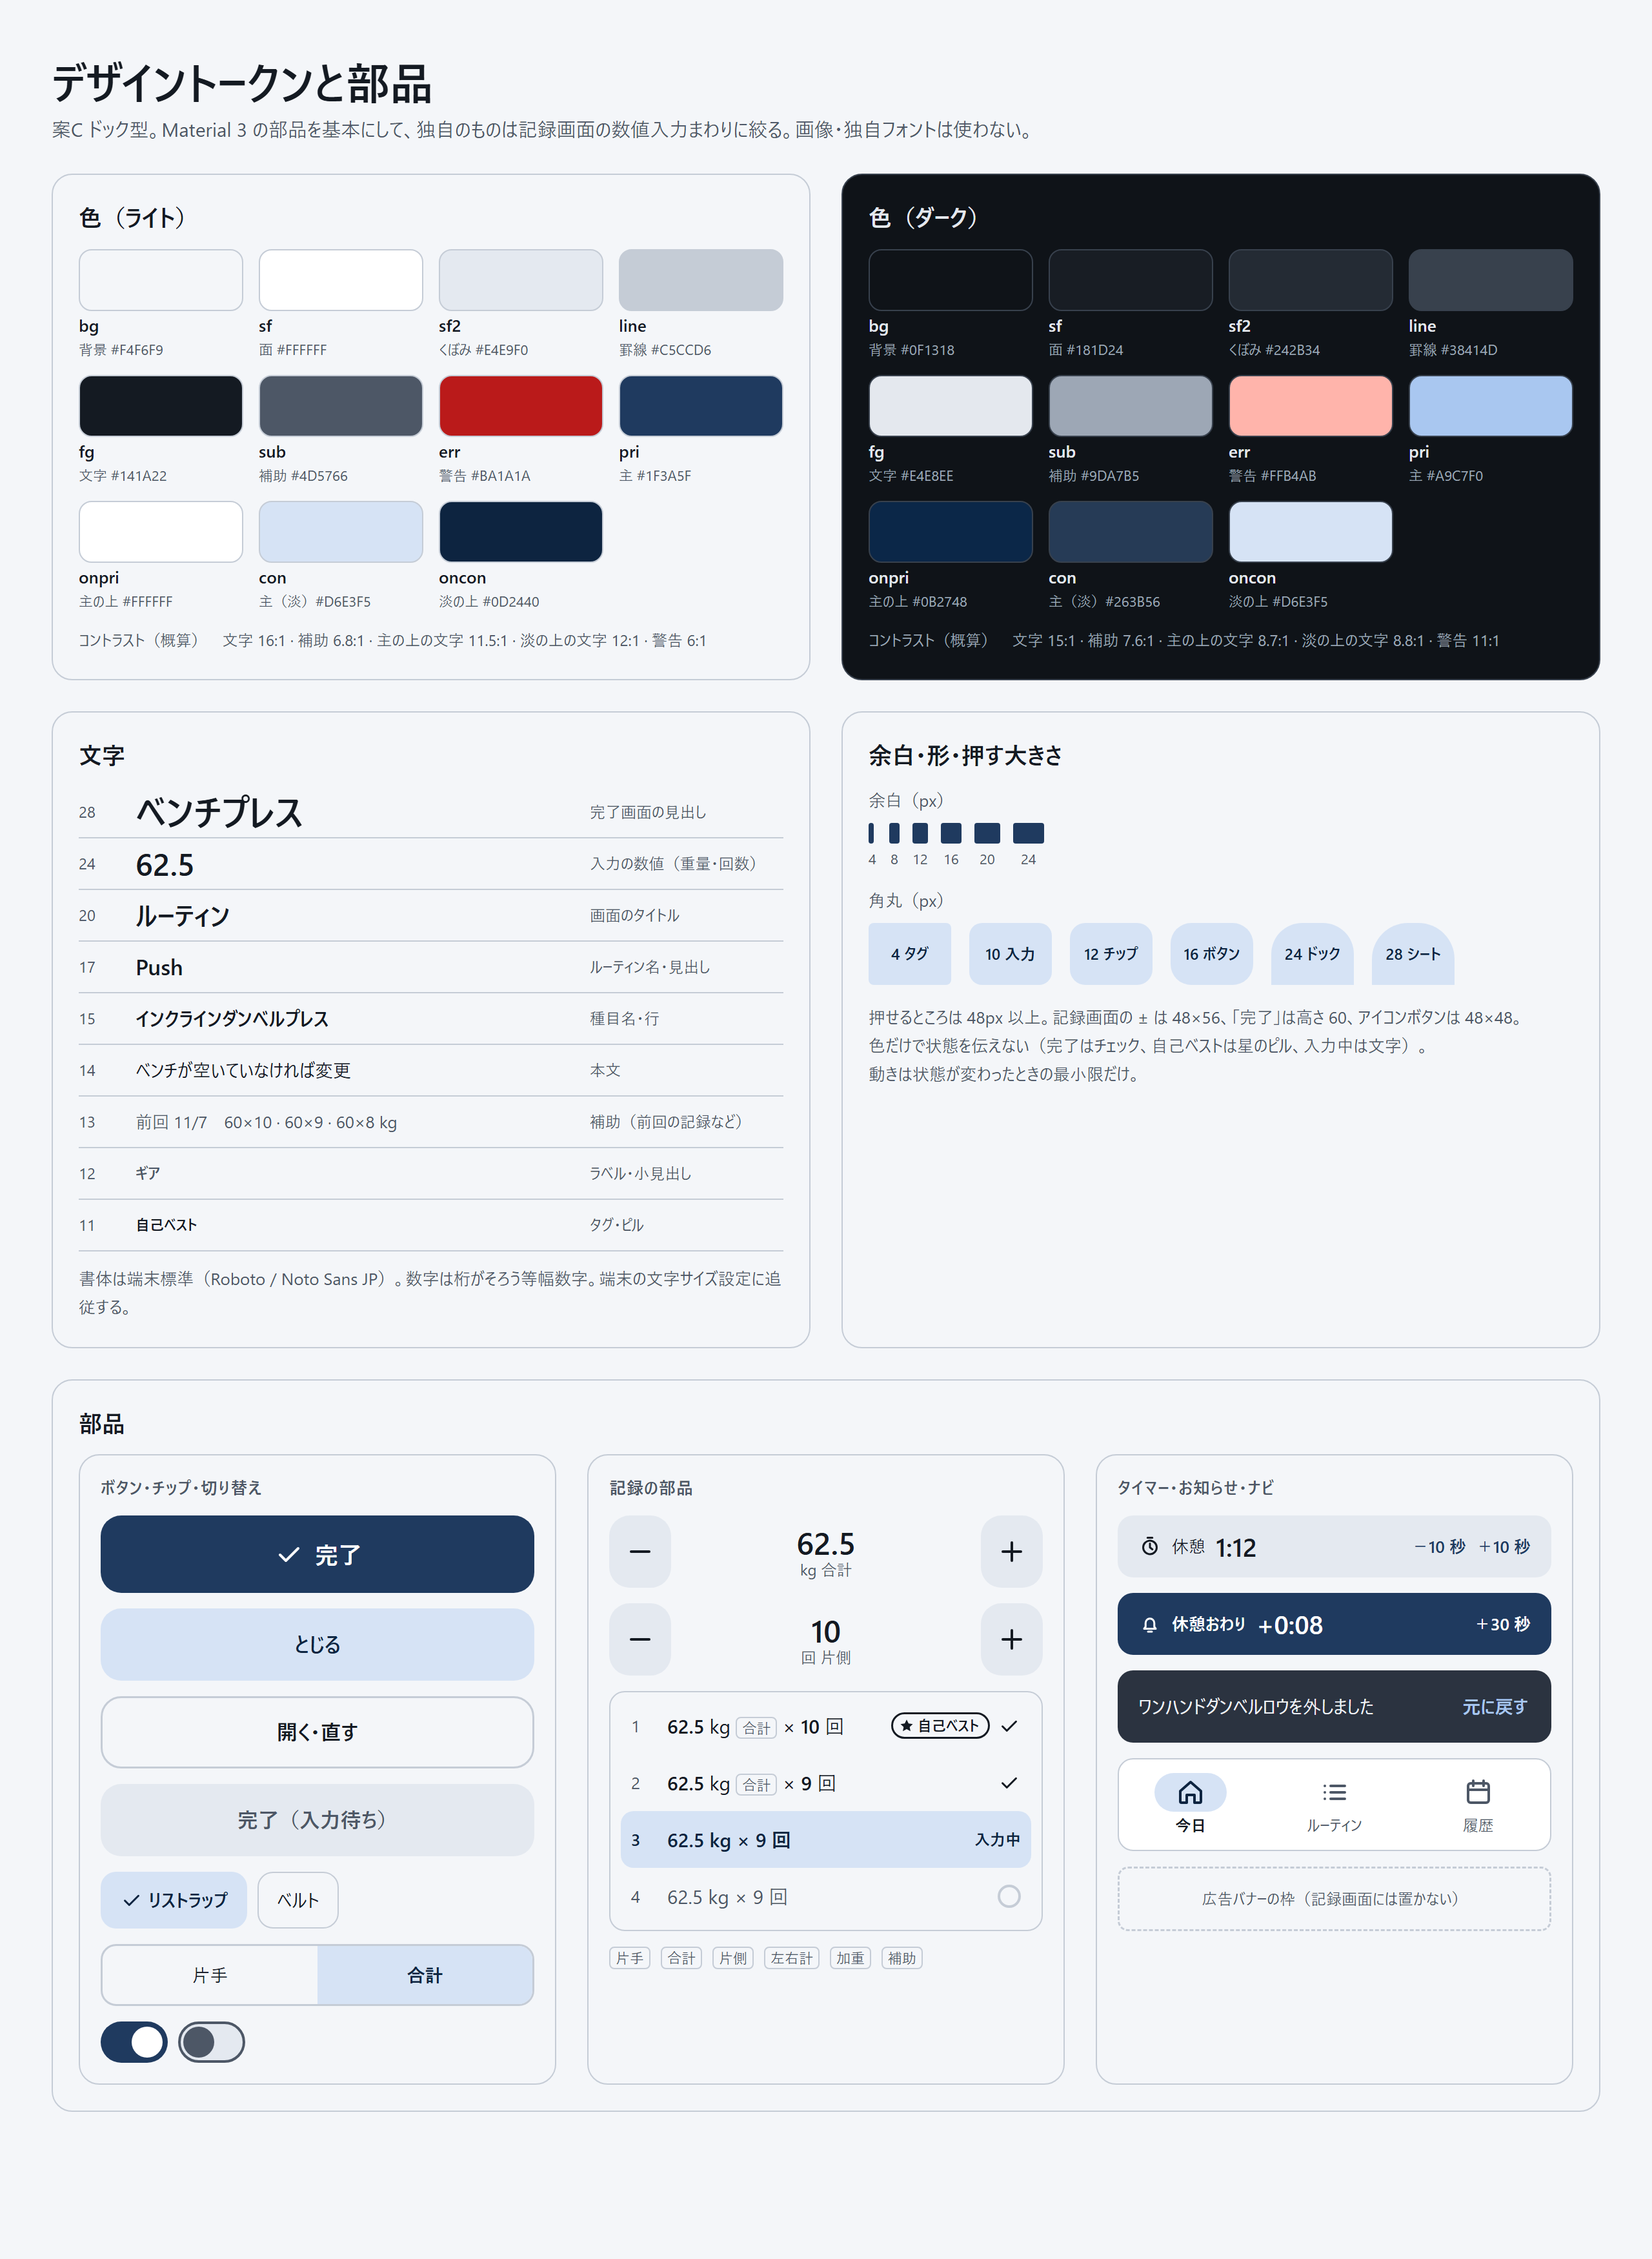 デザイントークンと部品
案C ドック型。Material 3 の部品を基本にして、独自のものは記録画面の数値入力まわりに絞る。画像・独自フォントは使わない。
色（ライト）
bg
背景 #F4F6F9
sf
面 #FFFFFF
sf2
くぼみ #E4E9F0
line
罫線 #C5CCD6
fg
文字 #141A22
sub
補助 #4D5766
err
警告 #BA1A1A
pri
主 #1F3A5F
onpri
主の上 #FFFFFF
con
主（淡）#D6E3F5
oncon
淡の上 #0D2440
コントラスト（概算） 文字 16:1 · 補助 6.8:1 · 主の上の文字 11.5:1 · 淡の上の文字 12:1 · 警告 6:1
色（ダーク）
bg
背景 #0F1318
sf
面 #181D24
sf2
くぼみ #242B34
line
罫線 #38414D
fg
文字 #E4E8EE
sub
補助 #9DA7B5
err
警告 #FFB4AB
pri
主 #A9C7F0
onpri
主の上 #0B2748
con
主（淡）#263B56
oncon
淡の上 #D6E3F5
コントラスト（概算） 文字 15:1 · 補助 7.6:1 · 主の上の文字 8.7:1 · 淡の上の文字 8.8:1 · 警告 11:1
文字
28 ベンチプレス 完了画面の見出し
24 62.5 入力の数値（重量・回数）
20 ルーティン 画面のタイトル
17 Push ルーティン名・見出し
15 インクラインダンベルプレス 種目名・行
14 ベンチが空いていなければ変更 本文
13 前回 11/7 60×10 · 60×9 · 60×8 kg 補助（前回の記録など）
12 ギア ラベル・小見出し
11 自己ベスト タグ・ピル
書体は端末標準（Roboto / Noto Sans JP）。数字は桁がそろう等幅数字。端末の文字サイズ設定に追
従する。
余白・形・押す大きさ
余白（px）
4 8 12 16 20 24
角丸（px）
4 タグ 10 入力 12 チップ 16 ボタン 24 ドック 28 シート
押せるところは 48px 以上。記録画面の ± は 48×56、「完了」は高さ 60、アイコンボタンは 48×48。
色だけで状態を伝えない（完了はチェック、自己ベストは星のピル、入力中は文字）。
動きは状態が変わったときの最小限だけ。
部品
ボタン・チップ・切り替え
完了
とじる
開く・直す
完了（入力待ち）
リストラップ ベルト
片手 合計
記録の部品
− 62.5 +
kg 合計
− 10 +
回 片側
1 62.5 kg 合計 × 10 回 ★ 自己ベスト
2 62.5 kg 合計 × 9 回
3 62.5 kg × 9 回 入力中
4 62.5 kg × 9 回
片手 合計 片側 左右計 加重 補助
タイマー・お知らせ・ナビ
休憩 1:12 −10 秒 +10 秒
休憩おわり +0:08 +30 秒
ワンハンドダンベルロウを外しました 元に戻す
今日 ルーティン 履歴
広告バナーの枠（記録画面には置かない）